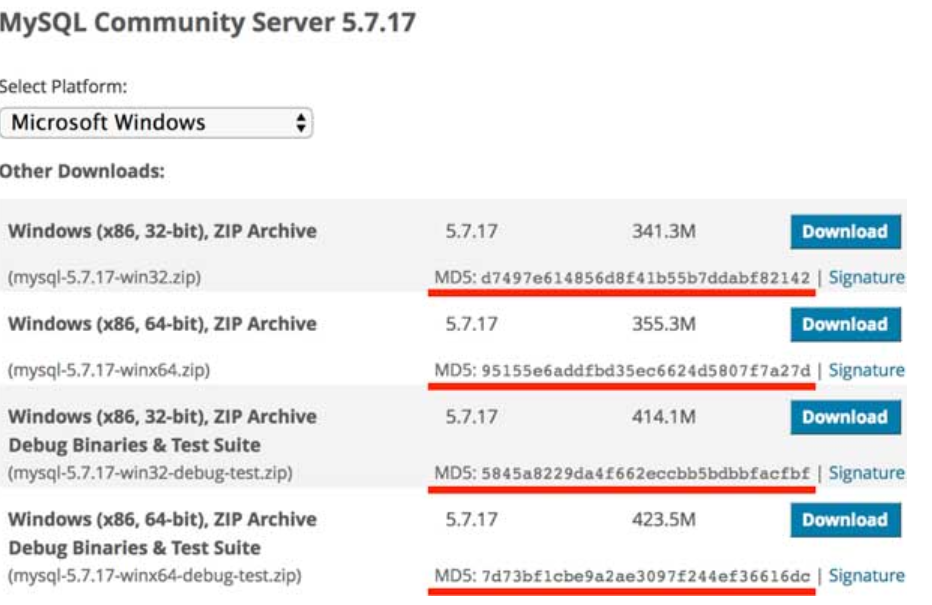 MySQL Community Server 5.7.17
Select Platform:
Microsoft Windows
Other Downloads:
Windows (x86, 32-bit), ZIP Archive 5.7.17 341.3M Download
(mysql-5.7.17-win32.zip) MD5: d7497e614856d8f41b55b7ddabf82142 | Signature
Windows (x86, 64-bit), ZIP Archive 5.7.17 355.3M Download
(mysql-5.7.17-winx64.zip) MD5: 95155e6addfbd35ec6624d5807f7a27d | Signature
Windows (x86, 32-bit), ZIP Archive 5.7.17 414.1M Download
Debug Binaries & Test Suite
(mysql-5.7.17-win32-debug-test.zip) MD5: 5845a8229da4f662eccbb5bdbbfacfbf | Signature
Windows (x86, 64-bit), ZIP Archive 5.7.17 423.5M Download
Debug Binaries & Test Suite
(mysql-5.7.17-winx64-debug-test.zip) MD5: 7d73bf1cbe9a2ae3097f244ef36616dc | Signature